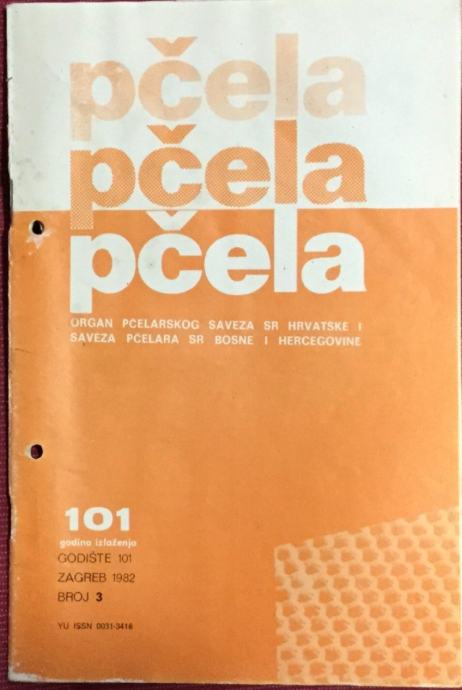 pčela
pčela
pčela
ORGAN PČELARSKOG SAVEZA SR HRVATSKE I
SAVEZA PČELARA SR BOSNE I HERCEGOVINE
101
godina izlaženja
GODIŠTE 101
ZAGREB 1982
BROJ 3
YU ISSN 0031-3416